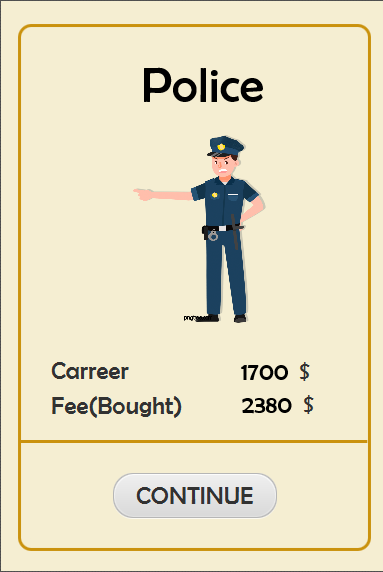 Police
Carreer 1700 $
Fee(Bought) 2380 $
CONTINUE